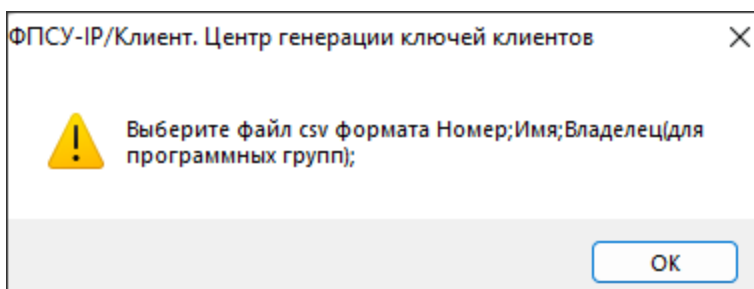 ФПСУ-IP/Клиент. Центр генерации ключей клиентов
Выберите файл csv формата Номер;Имя;Владелец(для
программных групп);
OK